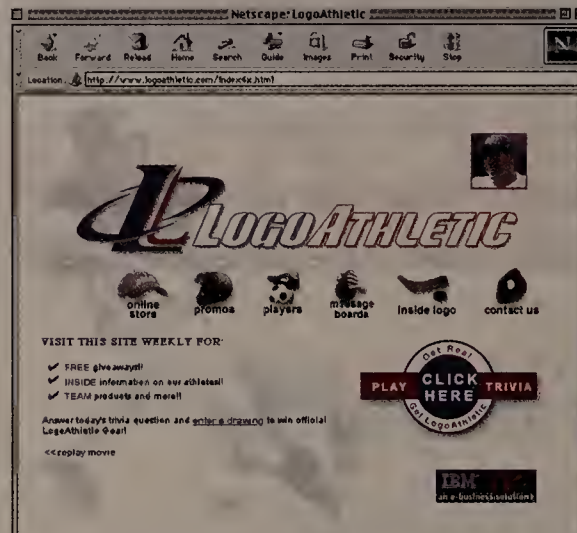 Netscape: LogoAthletic
Back Forward Reload Home Search Guide Images Print Security Stop
N
Location: http://www.logoathletic.com/index4x.html
LOGOATHLETIC
online store promos players message boards inside logo contact us
VISIT THIS SITE WEEKLY FOR:
FREE giveaways!!
INSIDE information on our athletes!!
TEAM products and more!!
Answer today's trivia question and enter a drawing to win official
LogoAthletic Gear!
<<replay movie
Get Real
PLAY CLICK HERE TRIVIA
Get LogoAthletic
IBM
an e-business solution